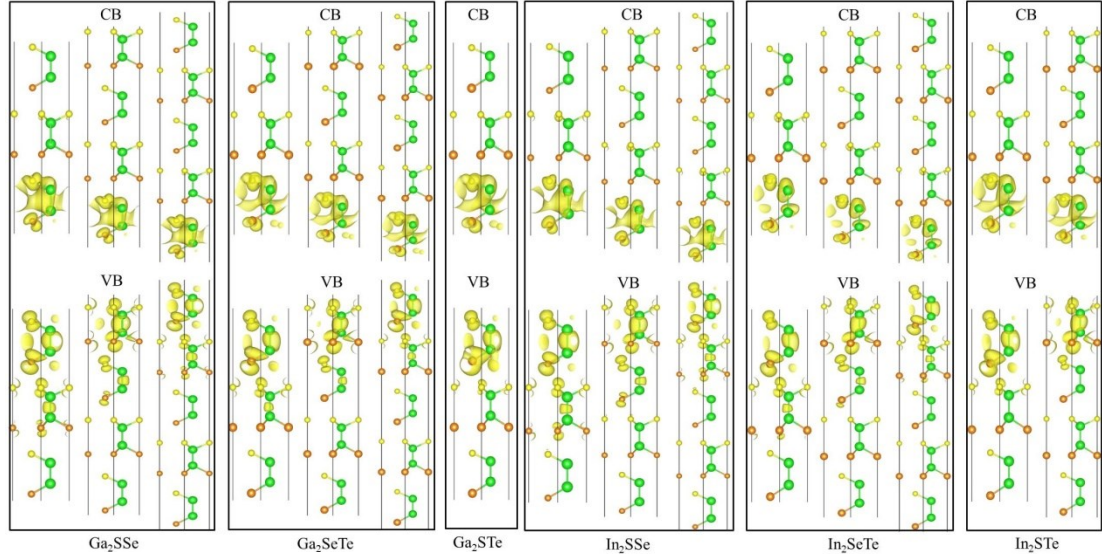 CB CB CB CB CB CB
VB VB VB VB VB VB
Ga₂SSe Ga₂SeTe Ga₂STe In₂SSe In₂SeTe In₂STe